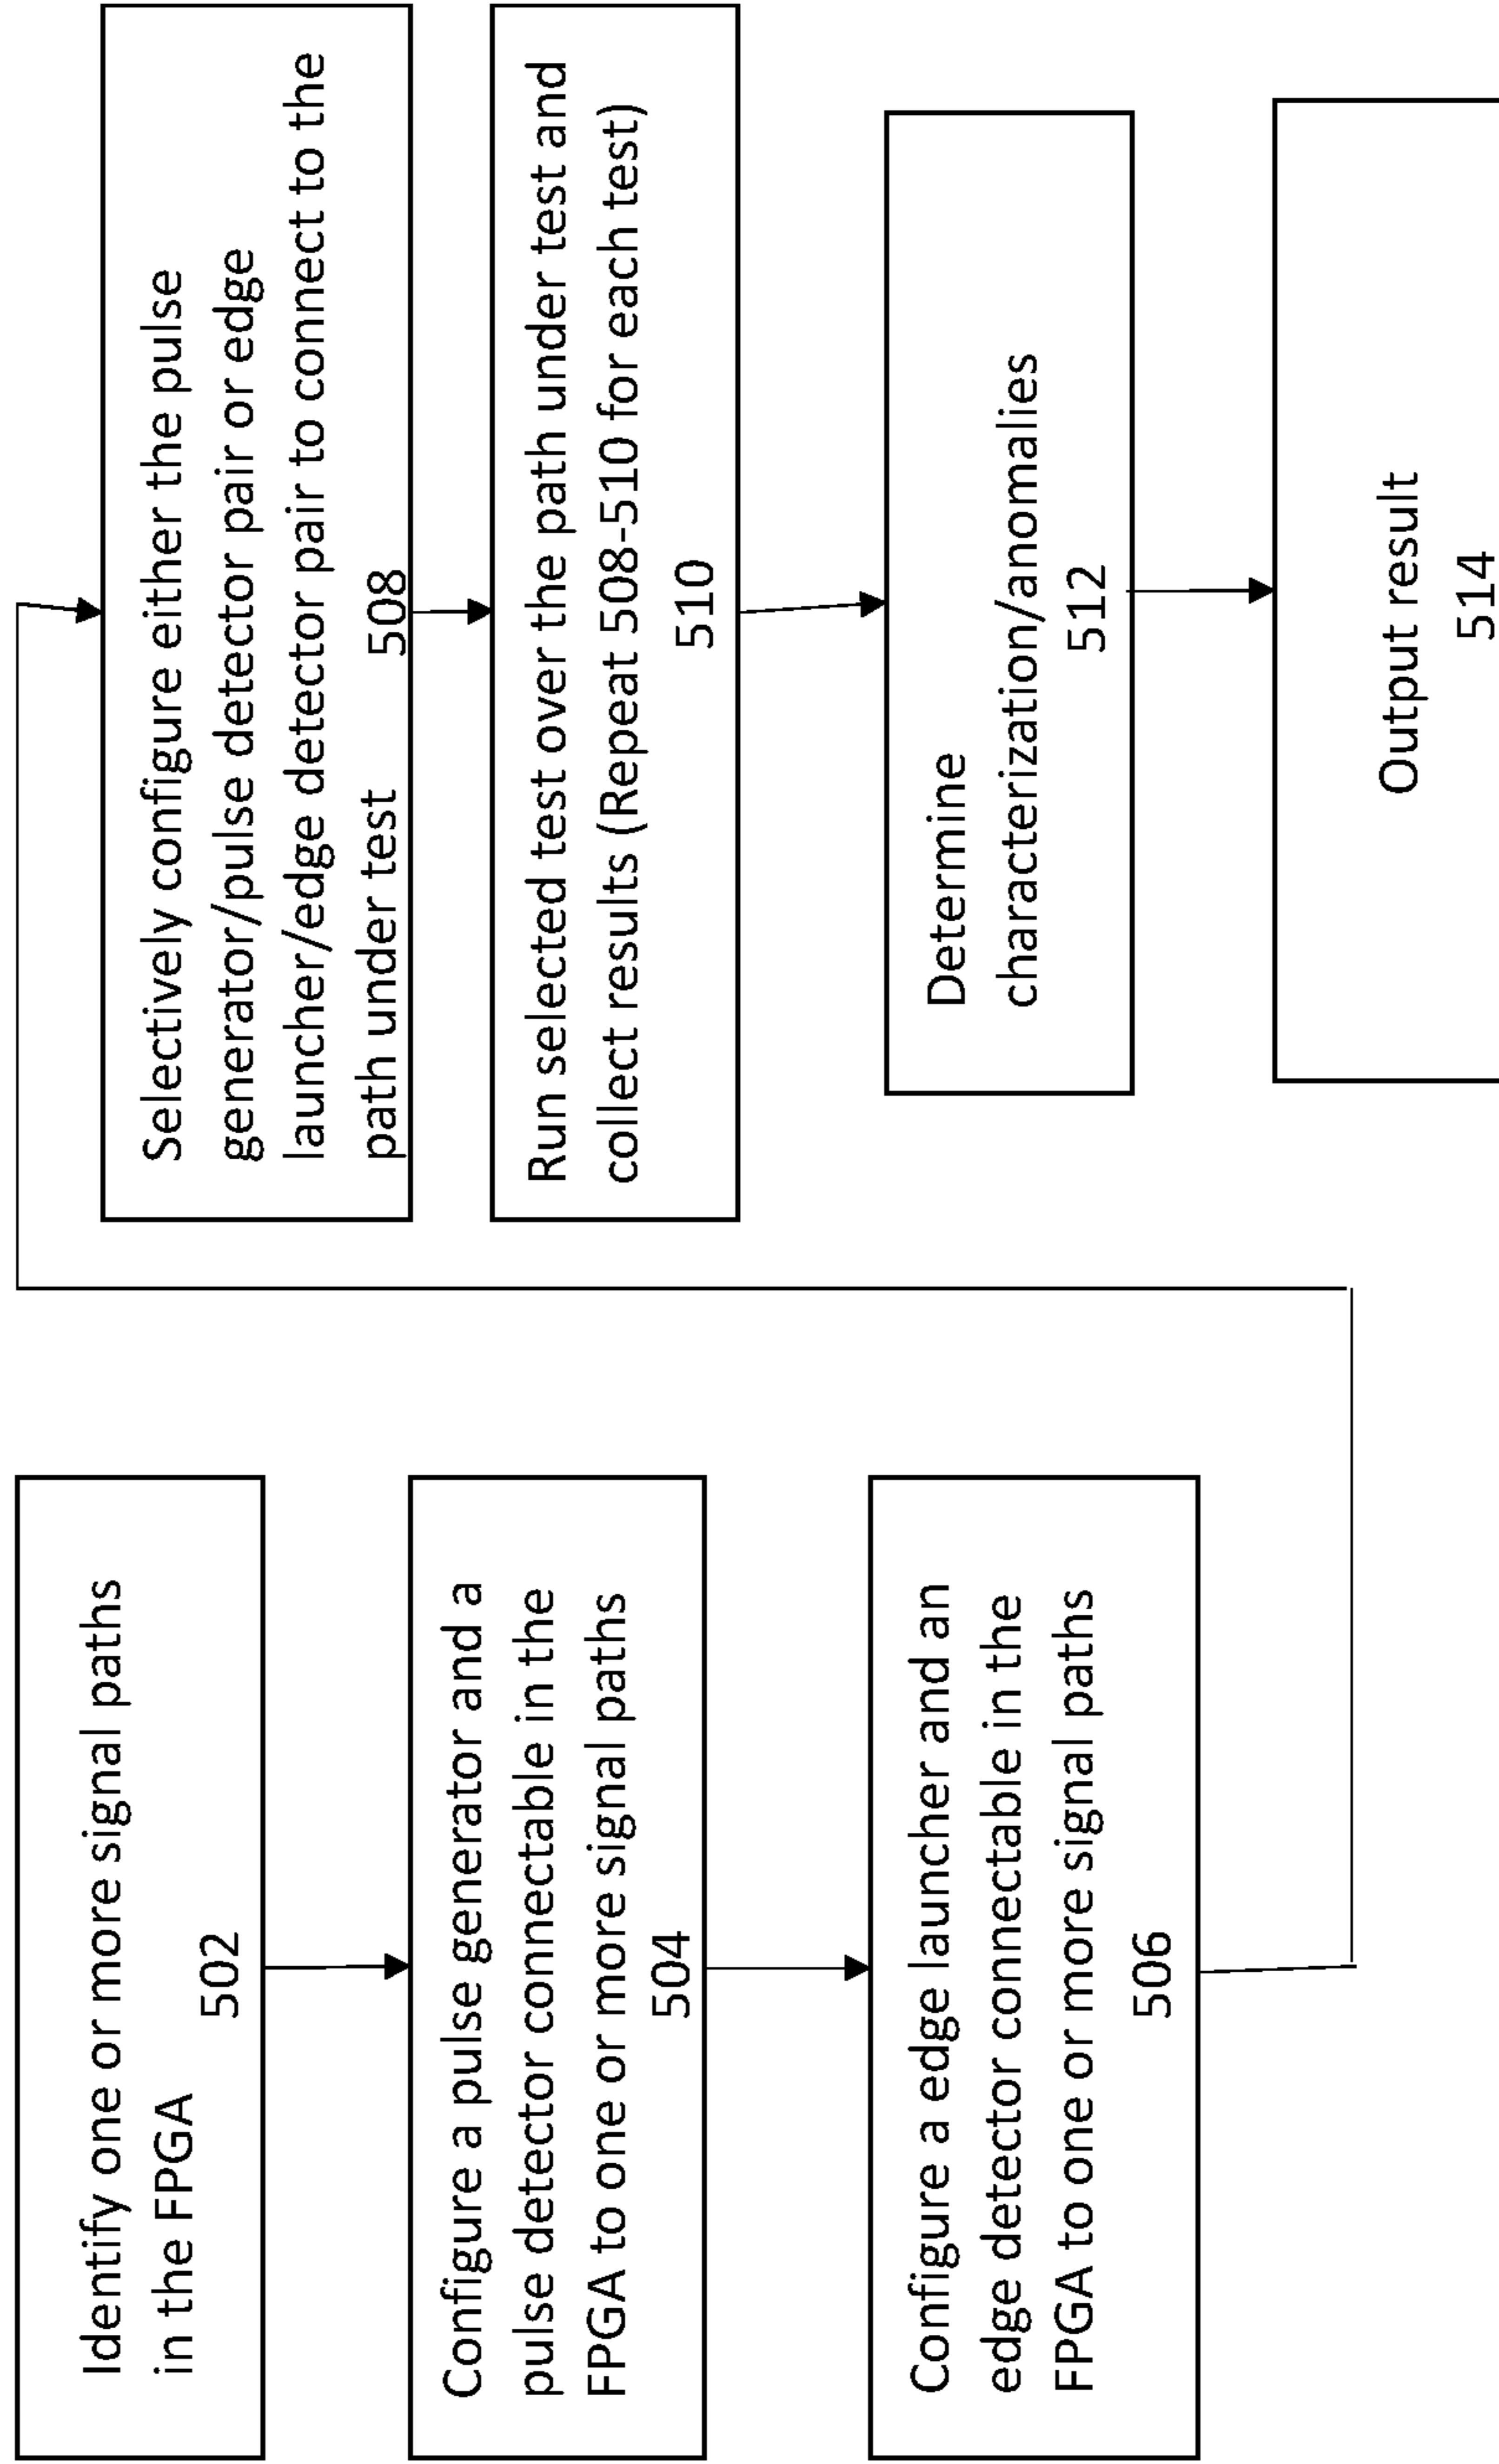 Identify one or more signal paths
in the FPGA
502
Configure a pulse generator and a
pulse detector connectable in the
FPGA to one or more signal paths
504
Configure a edge launcher and an
edge detector connectable in the
FPGA to one or more signal paths
506
Selectively configure either the pulse
generator/pulse detector pair or edge
launcher/edge detector pair to connect to the
path under test 508
Run selected test over the path under test and
collect results (Repeat 508-510 for each test)
510
Determine
characterization/anomalies
512
Output result
514